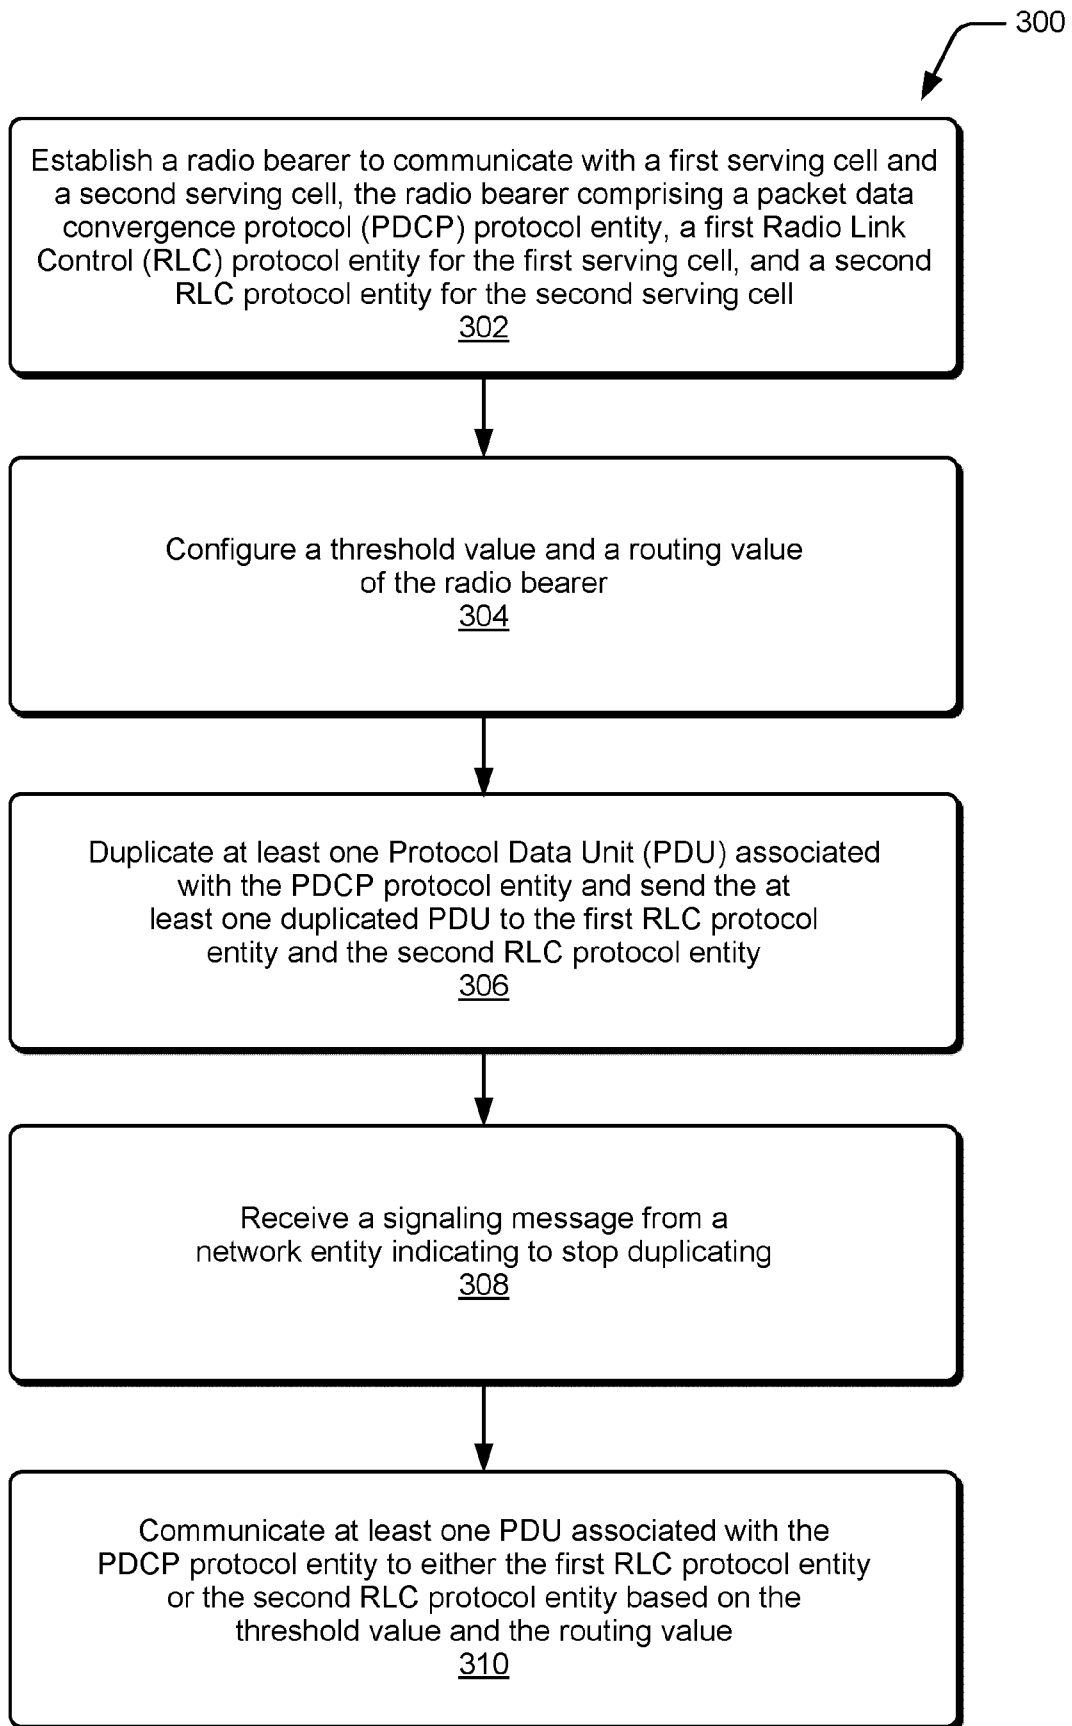 300
Establish a radio bearer to communicate with a first serving cell and
a second serving cell, the radio bearer comprising a packet data
convergence protocol (PDCP) protocol entity, a first Radio Link
Control (RLC) protocol entity for the first serving cell, and a second
RLC protocol entity for the second serving cell
302
Configure a threshold value and a routing value
of the radio bearer
304
Duplicate at least one Protocol Data Unit (PDU) associated
with the PDCP protocol entity and send the at
least one duplicated PDU to the first RLC protocol
entity and the second RLC protocol entity
306
Receive a signaling message from a
network entity indicating to stop duplicating
308
Communicate at least one PDU associated with the
PDCP protocol entity to either the first RLC protocol entity
or the second RLC protocol entity based on the
threshold value and the routing value
310